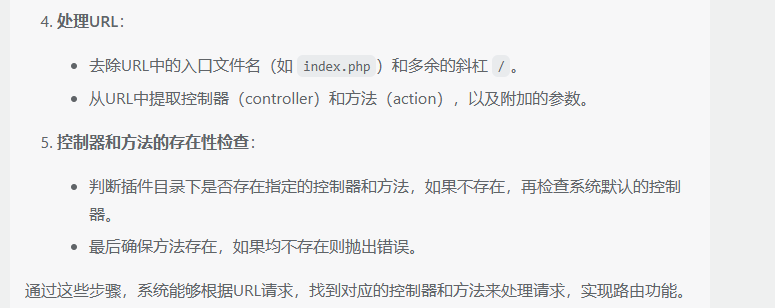 4. 处理URL：
• 去除URL中的入口文件名（如 index.php ）和多余的斜杠 / 。
• 从URL中提取控制器（controller）和方法（action），以及附加的参数。
5. 控制器和方法的存在性检查：
• 判断插件目录下是否存在指定的控制器和方法，如果不存在，再检查系统默认的控制
器。
• 最后确保方法存在，如果均不存在则抛出错误。
通过这些步骤，系统能够根据URL请求，找到对应的控制器和方法来处理请求，实现路由功能。